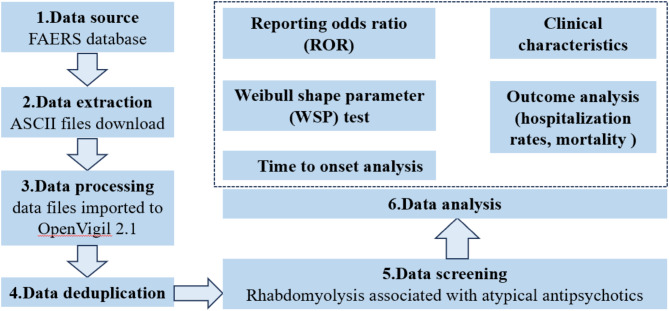 1.Data source
FAERS database
2.Data extraction
ASCII files download
3.Data processing
data files imported to
OpenVigil 2.1
4.Data deduplication
5.Data screening
Rhabdomyolysis associated with atypical antipsychotics
6.Data analysis
Reporting odds ratio
(ROR)
Clinical
characteristics
Weibull shape parameter
(WSP) test
Outcome analysis
(hospitalization
rates, mortality )
Time to onset analysis